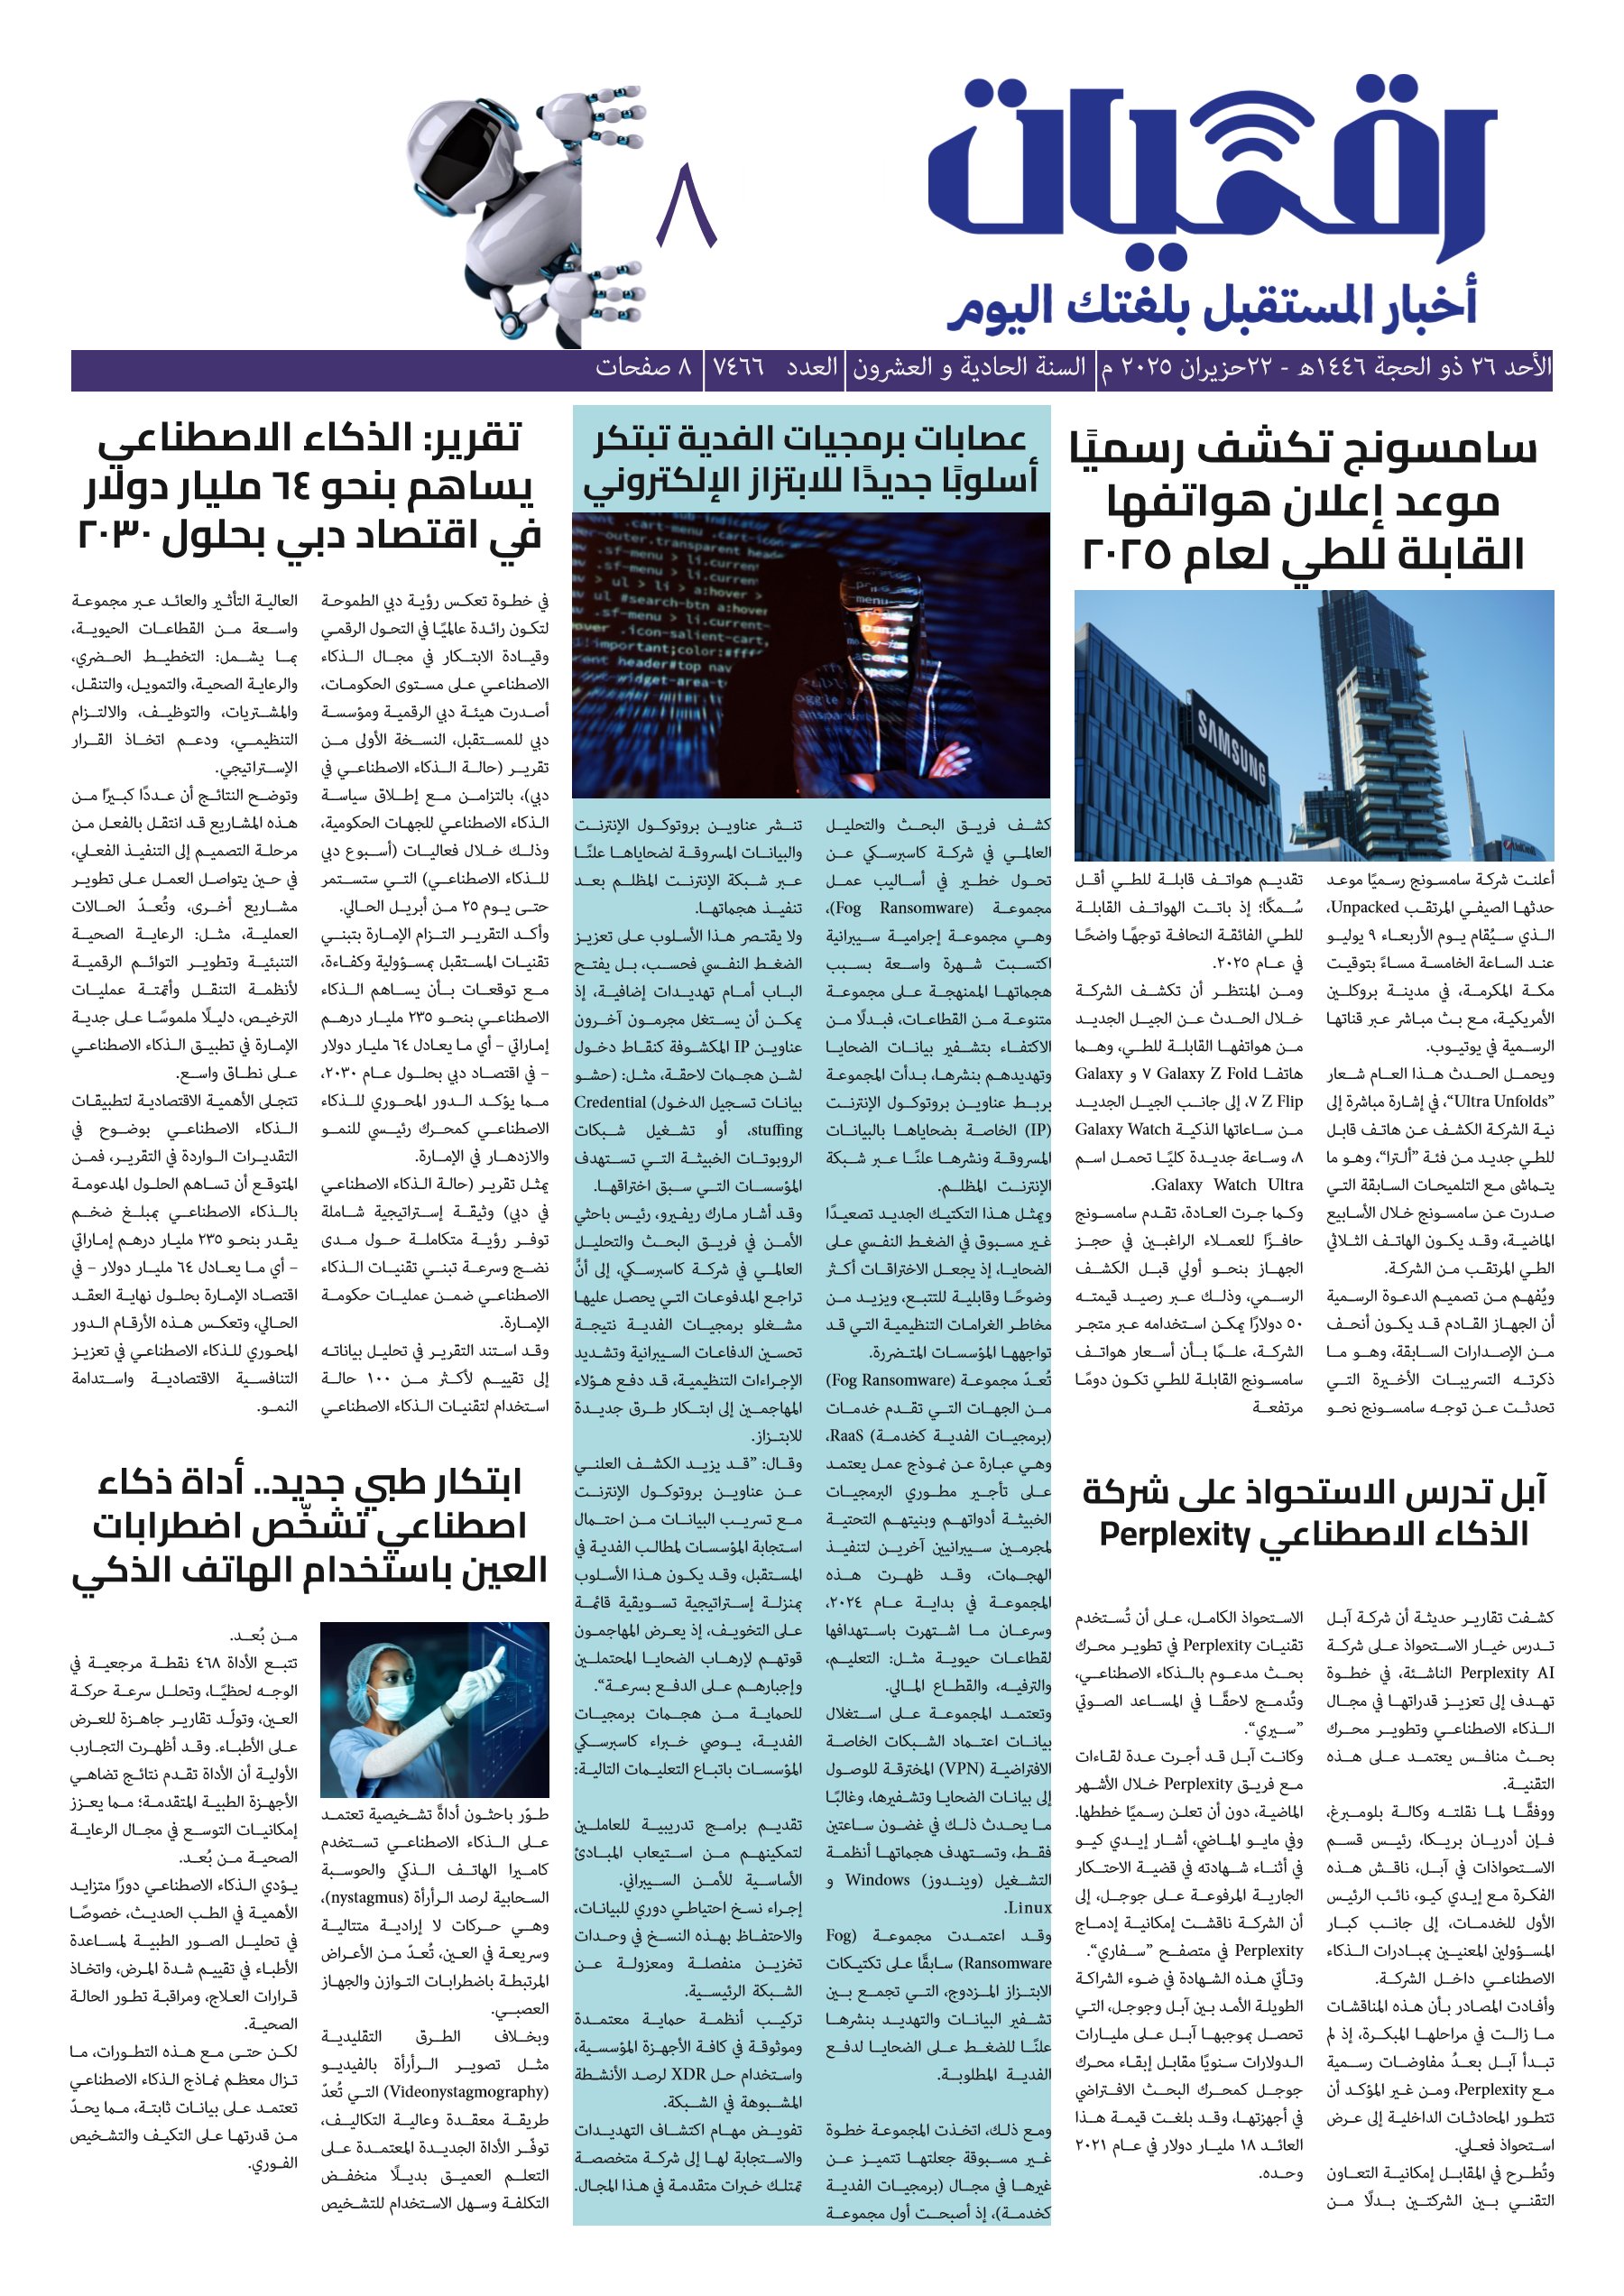 رقميات
أخبار المستقبل بلغتك اليوم
٨
الأحد ٢٦ ذو الحجة ١٤٤٦هـ - ٢٢حزيران ٢٠٢٥ م
السنة الحادية و العشرون
العدد ٧٤٦٦
٨ صفحات
سامسونج تكشف رسميًا
موعد إعلان هواتفها
القابلة للطي لعام ٢٠٢٥
SAMSUNG
أعلنت شركة سامسونج رسميًا موعد
حدثها الصيفي المرتقب Unpacked،
الذي سيُقام يوم الأربعاء ٩ يوليو
عند الساعة الخامسة مساءً بتوقيت
مكة المكرمة، في مدينة بروكلين
الأمريكية، مع بث مباشر عبر قناتها
الرسمية في يوتيوب.
ويحمل الحدث هذا العام شعار
“Ultra Unfolds”، في إشارة مباشرة إلى
نية الشركة الكشف عن هاتف قابل
للطي جديد من فئة “ألترا”، وهو ما
يتماشى مع التلميحات السابقة التي
صدرت عن سامسونج خلال الأسابيع
الماضية، وقد يكون الهاتف الثلاثي
الطي المرتقب من الشركة.
ويُفهم من تصميم الدعوة الرسمية
أن الجهاز القادم قد يكون أنحف
من الإصدارات السابقة، وهو ما
ذكرته التسريبات الأخيرة التي
تحدثت عن توجه سامسونج نحو
تقديم هواتف قابلة للطي أقل
سُمكًا؛ إذ باتت الهواتف القابلة
للطي الفائقة النحافة توجهًا واضحًا
في عام ٢٠٢٥.
ومن المنتظر أن تكشف الشركة
خلال الحدث عن الجيل الجديد
من هواتفها القابلة للطي، وهما
هاتفا Galaxy Z Fold ٧ و Galaxy
Z Flip ٧، إلى جانب الجيل الجديد
من ساعاتها الذكية Galaxy Watch
٨، وساعة جديدة كليًا تحمل اسم
Galaxy Watch Ultra.
وكما جرت العادة، تقدم سامسونج
حافزًا للعملاء الراغبين في حجز
الجهاز بنحو أولي قبل الكشف
الرسمي، وذلك عبر رصيد قيمته
٥٠ دولارًا يمكن استخدامه عبر متجر
الشركة، علمًا بأن أسعار هواتف
سامسونج القابلة للطي تكون دومًا
مرتفعة
آبل تدرس الاستحواذ على شركة
الذكاء الاصطناعي Perplexity
كشفت تقارير حديثة أن شركة آبل
تدرس خيار الاستحواذ على شركة
Perplexity AI الناشئة، في خطوة
تهدف إلى تعزيز قدراتها في مجال
الذكاء الاصطناعي وتطوير محرك
بحث منافس يعتمد على هذه
التقنية.
ووفقًا لما نقلته وكالة بلومبرغ،
فإن أدريان بريكا، رئيس قسم
الاستحواذات في آبل، ناقش هذه
الفكرة مع إيدي كيو، نائب الرئيس
الأول للخدمات، إلى جانب كبار
المسؤولين المعنيين بمبادرات الذكاء
الاصطناعي داخل الشركة.
وأفادت المصادر بأن هذه المناقشات
ما زالت في مراحلها المبكرة، إذ لم
تبدأ آبل بعدُ مفاوضات رسمية
مع Perplexity، ومن غير المؤكد أن
تتطور المحادثات الداخلية إلى عرض
استحواذ فعلي.
وتُطرح في المقابل إمكانية التعاون
التقني بين الشركتين بدلًا من
الاستحواذ الكامل، على أن تُستخدم
تقنيات Perplexity في تطوير محرك
بحث مدعوم بالذكاء الاصطناعي،
وتُدمج لاحقًا في المساعد الصوتي
“سيري”.
وكانت آبل قد أجرت عدة لقاءات
مع فريق Perplexity خلال الأشهر
الماضية، دون أن تعلن رسميًا خططها.
وفي مايو الماضي، أشار إيدي كيو
في أثناء شهادته في قضية الاحتكار
الجارية المرفوعة على جوجل، إلى
أن الشركة ناقشت إمكانية إدماج
Perplexity في متصفح “سفاري”.
وتأتي هذه الشهادة في ضوء الشراكة
الطويلة الأمد بين آبل وجوجل، التي
تحصل بموجبها آبل على مليارات
الدولارات سنويًا مقابل إبقاء محرك
جوجل كمحرك البحث الافتراضي
في أجهزتها، وقد بلغت قيمة هذا
العائد ١٨ مليار دولار في عام ٢٠٢١
وحده.
عصابات برمجيات الفدية تبتكر
أسلوبًا جديدًا للابتزاز الإلكتروني
كشف فريق البحث والتحليل
العالمي في شركة كاسبرسكي عن
تحول خطير في أساليب عمل
مجموعة (Fog Ransomware)،
وهي مجموعة إجرامية سيبرانية
اكتسبت شهرة واسعة بسبب
هجماتها الممنهجة على مجموعة
متنوعة من القطاعات، فبدلًا من
الاكتفاء بتشفير بيانات الضحايا
وتهديدهم بنشرها، بدأت المجموعة
بربط عناوين بروتوكول الإنترنت
(IP) الخاصة بضحاياها بالبيانات
المسروقة ونشرها علنًا عبر شبكة
الإنترنت المظلم.
ويمثل هذا التكتيك الجديد تصعيدًا
غير مسبوق في الضغط النفسي على
الضحايا، إذ يجعل الاختراقات أكثر
وضوحًا وقابلية للتتبع، ويزيد من
مخاطر الغرامات التنظيمية التي قد
تواجهها المؤسسات المتضررة.
تُعدّ مجموعة (Fog Ransomware)
من الجهات التي تقدم خدمات
(برمجيات الفدية كخدمة) RaaS،
وهي عبارة عن نموذج عمل يعتمد
على تأجير مطوري البرمجيات
الخبيثة أدواتهم وبنيتهم التحتية
لمجرمين سيبرانيين آخرين لتنفيذ
الهجمات، وقد ظهرت هذه
المجموعة في بداية عام ٢٠٢٤،
وسرعان ما اشتهرت باستهدافها
لقطاعات حيوية مثل: التعليم،
والترفيه، والقطاع المالي.
وتعتمد المجموعة على استغلال
بيانات اعتماد الشبكات الخاصة
الافتراضية (VPN) المخترقة للوصول
إلى بيانات الضحايا وتشفيرها، وغالبًا
ما يحدث ذلك في غضون ساعتين
فقط، وتستهدف هجماتها أنظمة
التشغيل (ويندوز) Windows و
Linux.
وقد اعتمدت مجموعة (Fog
Ransomware) سابقًا على تكتيكات
الابتزاز المزدوج، التي تجمع بين
تشفير البيانات والتهديد بنشرها
علنًا للضغط على الضحايا لدفع
الفدية المطلوبة.
ومع ذلك، اتخذت المجموعة خطوة
غير مسبوقة جعلتها تتميز عن
غيرها في مجال (برمجيات الفدية
كخدمة)، إذ أصبحت أول مجموعة
تنشر عناوين بروتوكول الإنترنت
والبيانات المسروقة لضحاياها علنًا
عبر شبكة الإنترنت المظلم بعد
تنفيذ هجماتها.
ولا يقتصر هذا الأسلوب على تعزيز
الضغط النفسي فحسب، بل يفتح
الباب أمام تهديدات إضافية، إذ
يمكن أن يستغل مجرمون آخرون
عناوين IP المكشوفة كنقاط دخول
لشن هجمات لاحقة، مثل: (حشو
بيانات تسجيل الدخول) Credential
stuffing، أو تشغيل شبكات
الروبوتات الخبيثة التي تستهدف
المؤسسات التي سبق اختراقها.
وقد أشار مارك ريفيرو، رئيس باحثي
الأمن في فريق البحث والتحليل
العالمي في شركة كاسبرسكي، إلى أنّ
تراجع المدفوعات التي يحصل عليها
مشغلو برمجيات الفدية نتيجة
تحسين الدفاعات السيبرانية وتشديد
الإجراءات التنظيمية، قد دفع هؤلاء
المهاجمين إلى ابتكار طرق جديدة
للابتزاز.
وقال: “قد يزيد الكشف العلني
عن عناوين بروتوكول الإنترنت
مع تسريب البيانات من احتمال
استجابة المؤسسات لمطالب الفدية في
المستقبل، وقد يكون هذا الأسلوب
بمنزلة إستراتيجية تسويقية قائمة
على التخويف، إذ يعرض المهاجمون
قوتهم لإرهاب الضحايا المحتملين
وإجبارهم على الدفع بسرعة”.
للحماية من هجمات برمجيات
الفدية، يوصي خبراء كاسبرسكي
المؤسسات باتباع التعليمات التالية:
تقديم برامج تدريبية للعاملين
لتمكينهم من استيعاب المبادئ
الأساسية للأمن السيبراني.
إجراء نسخ احتياطي دوري للبيانات،
والاحتفاظ بهذه النسخ في وحدات
تخزين منفصلة ومعزولة عن
الشبكة الرئيسية.
تركيب أنظمة حماية معتمدة
وموثوقة في كافة الأجهزة المؤسسية،
واستخدام حل XDR لرصد الأنشطة
المشبوهة في الشبكة.
تفويض مهام اكتشاف التهديدات
والاستجابة لها إلى شركة متخصصة
تمتلك خبرات متقدمة في هذا المجال.
تقرير: الذكاء الاصطناعي
يساهم بنحو ٦٤ مليار دولار
في اقتصاد دبي بحلول ٢٠٣٠
في خطوة تعكس رؤية دبي الطموحة
لتكون رائدة عالميًا في التحول الرقمي
وقيادة الابتكار في مجال الذكاء
الاصطناعي على مستوى الحكومات،
أصدرت هيئة دبي الرقمية ومؤسسة
دبي للمستقبل، النسخة الأولى من
تقرير (حالة الذكاء الاصطناعي في
دبي)، بالتزامن مع إطلاق سياسة
الذكاء الاصطناعي للجهات الحكومية،
وذلك خلال فعاليات (أسبوع دبي
للذكاء الاصطناعي) التي ستستمر
حتى يوم ٢٥ من أبريل الحالي.
وأكد التقرير التزام الإمارة بتبني
تقنيات المستقبل بمسؤولية وكفاءة،
مع توقعات بأن يساهم الذكاء
الاصطناعي بنحو ٢٣٥ مليار درهم
إماراتي – أي ما يعادل ٦٤ مليار دولار
– في اقتصاد دبي بحلول عام ٢٠٣٠،
مما يؤكد الدور المحوري للذكاء
الاصطناعي كمحرك رئيسي للنمو
والازدهار في الإمارة.
يمثل تقرير (حالة الذكاء الاصطناعي
في دبي) وثيقة إستراتيجية شاملة
توفر رؤية متكاملة حول مدى
نضج وسرعة تبني تقنيات الذكاء
الاصطناعي ضمن عمليات حكومة
الإمارة.
وقد استند التقرير في تحليل بياناته
إلى تقييم لأكثر من ١٠٠ حالة
استخدام لتقنيات الذكاء الاصطناعي
العالية التأثير والعائد عبر مجموعة
واسعة من القطاعات الحيوية،
بما يشمل: التخطيط الحضري،
والرعاية الصحية، والتمويل، والتنقل،
والمشتريات، والتوظيف، والالتزام
التنظيمي، ودعم اتخاذ القرار
الإستراتيجي.
وتوضح النتائج أن عددًا كبيرًا من
هذه المشاريع قد انتقل بالفعل من
مرحلة التصميم إلى التنفيذ الفعلي،
في حين يتواصل العمل على تطوير
مشاريع أخرى، وتُعدّ الحالات
العملية، مثل: الرعاية الصحية
التنبئية وتطوير التوائم الرقمية
لأنظمة التنقل وأتمتة عمليات
الترخيص، دليلًا ملموسًا على جدية
الإمارة في تطبيق الذكاء الاصطناعي
على نطاق واسع.
تتجلى الأهمية الاقتصادية لتطبيقات
الذكاء الاصطناعي بوضوح في
التقديرات الواردة في التقرير، فمن
المتوقع أن تساهم الحلول المدعومة
بالذكاء الاصطناعي بمبلغ ضخم
يقدر بنحو ٢٣٥ مليار درهم إماراتي
– أي ما يعادل ٦٤ مليار دولار – في
اقتصاد الإمارة بحلول نهاية العقد
الحالي، وتعكس هذه الأرقام الدور
المحوري للذكاء الاصطناعي في تعزيز
التنافسية الاقتصادية واستدامة
النمو.
ابتكار طبي جديد.. أداة ذكاء
اصطناعي تشخّص اضطرابات
العين باستخدام الهاتف الذكي
طوّر باحثون أداةً تشخيصية تعتمد
على الذكاء الاصطناعي تستخدم
كاميرا الهاتف الذكي والحوسبة
السحابية لرصد الرأرأة (nystagmus)،
وهي حركات لا إرادية متتالية
وسريعة في العين، تُعدّ من الأعراض
المرتبطة باضطرابات التوازن والجهاز
العصبي.
وبخلاف الطرق التقليدية
مثل تصوير الرأرأة بالفيديو
(Videonystagmography) التي تُعدّ
طريقة معقدة وعالية التكاليف،
توفّر الأداة الجديدة المعتمدة على
التعلم العميق بديلًا منخفض
التكلفة وسهل الاستخدام للتشخيص
من بُعد.
تتبع الأداة ٤٦٨ نقطة مرجعية في
الوجه لحظيًا، وتحلل سرعة حركة
العين، وتولّد تقارير جاهزة للعرض
على الأطباء. وقد أظهرت التجارب
الأولية أن الأداة تقدم نتائج تضاهي
الأجهزة الطبية المتقدمة؛ مما يعزز
إمكانيات التوسع في مجال الرعاية
الصحية من بُعد.
يؤدي الذكاء الاصطناعي دورًا متزايد
الأهمية في الطب الحديث، خصوصًا
في تحليل الصور الطبية لمساعدة
الأطباء في تقييم شدة المرض، واتخاذ
قرارات العلاج، ومراقبة تطور الحالة
الصحية.
لكن حتى مع هذه التطورات، ما
تزال معظم نماذج الذكاء الاصطناعي
تعتمد على بيانات ثابتة، مما يحدّ
من قدرتها على التكيف والتشخيص
الفوري.